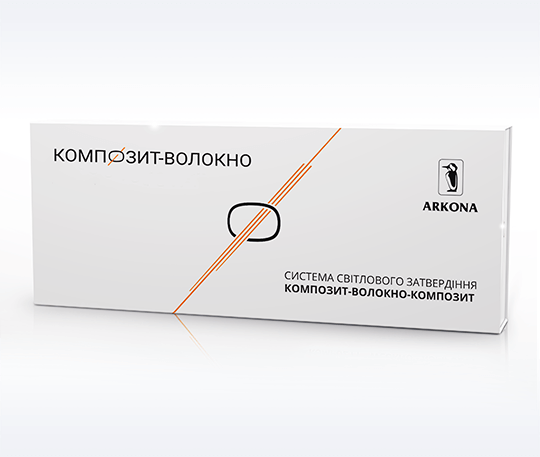 КОМПОЗИТ-ВОЛОКНО
ARKONA
СИСТЕМА СВІТЛОВОГО ЗАТВЕРДІННЯ
КОМПОЗИТ-ВОЛОКНО-КОМПОЗИТ